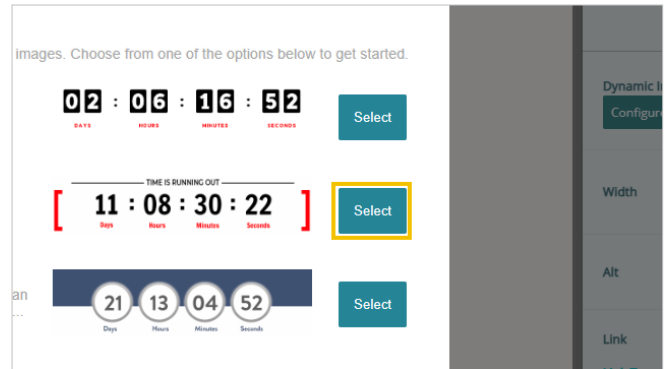 images. Choose from one of the options below to get started.
02 : 06 : 16 : 52
DAYS HOURS MINUTES SECONDS
Select
TIME IS RUNNING OUT
[ 11 : 08 : 30 : 22 ]
Days Hours Minutes Seconds
Select
an
...
21 13 04 52
Days Hours Minutes Seconds
Select
Dynamic
Configure
Width
Alt
Link